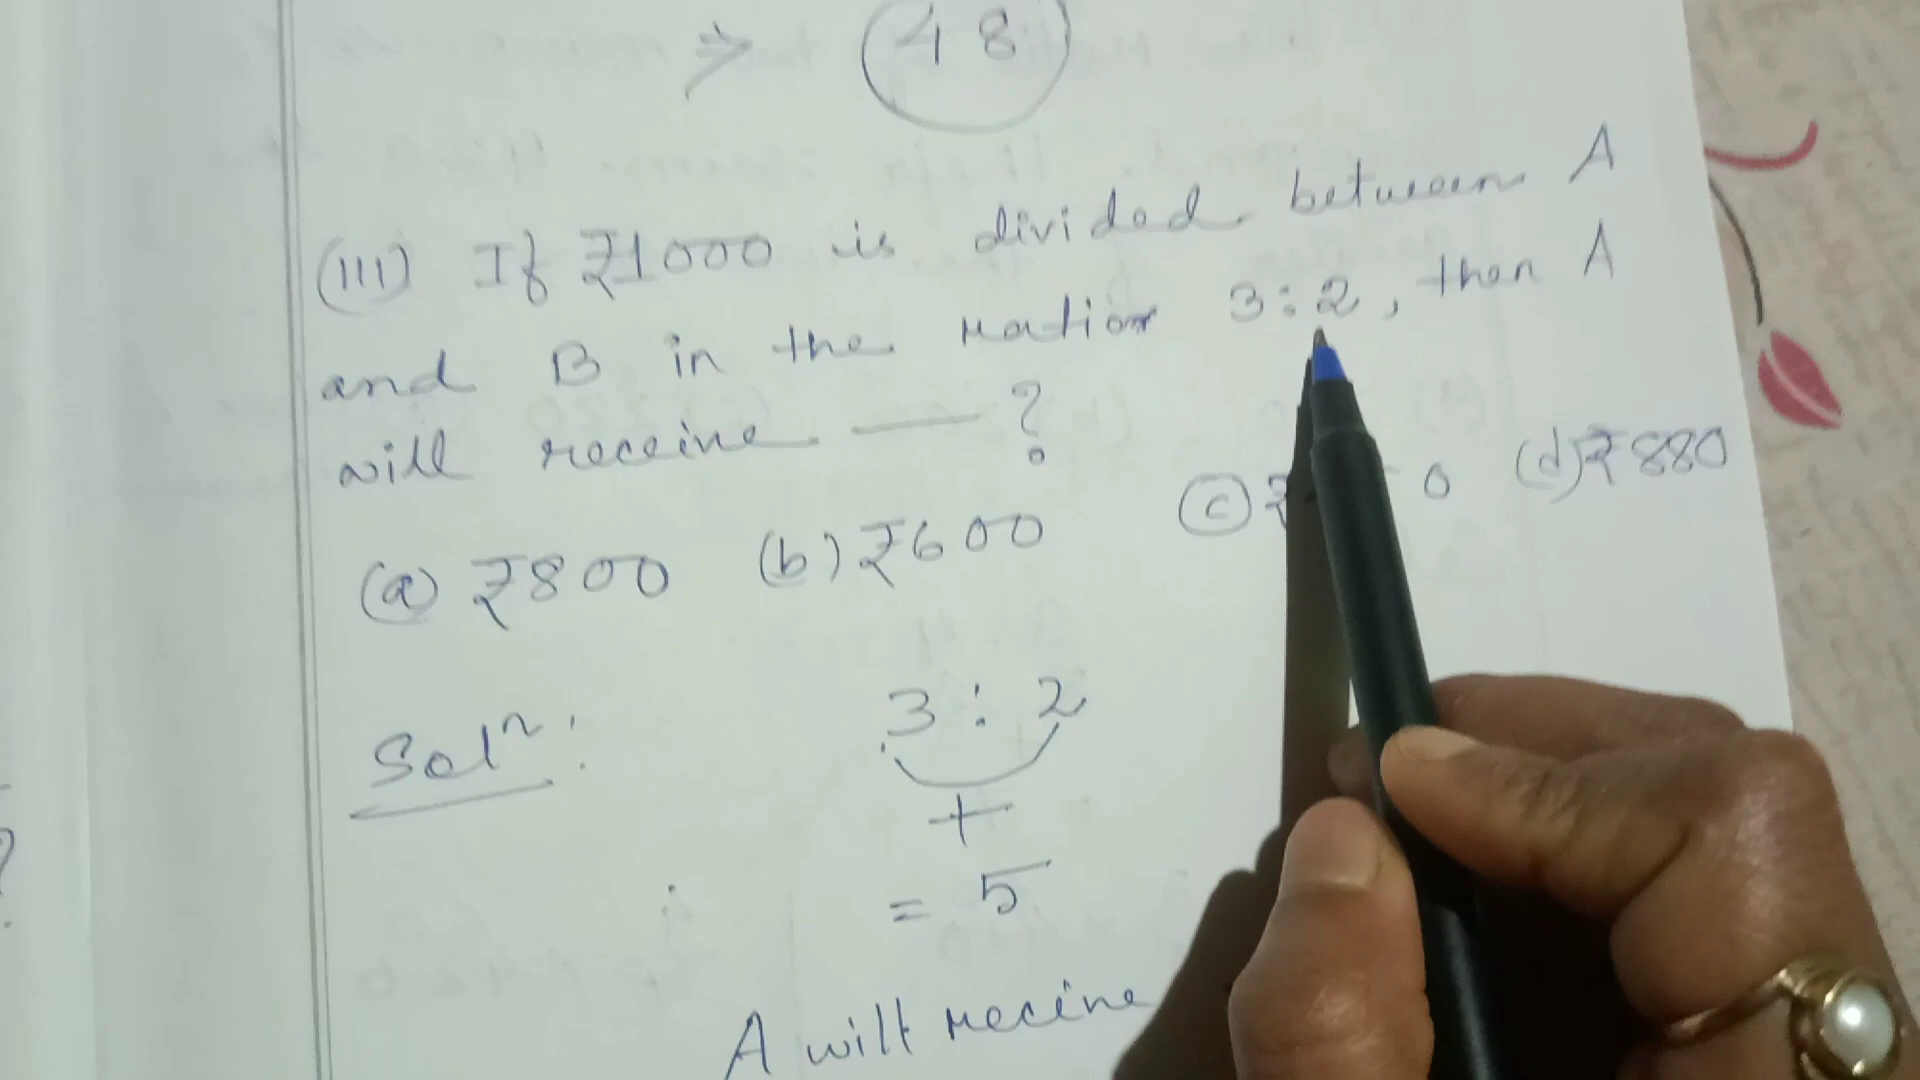 ⇒ 48
(III) If ₹1000 is divided between A
and B in the ratio 3:2, then A
will receive — ?
(a) ₹800 (b) ₹600 (c) ₹ 0 (d) ₹880
Solⁿ: 3 : 2
+
= 5
A will receive
?